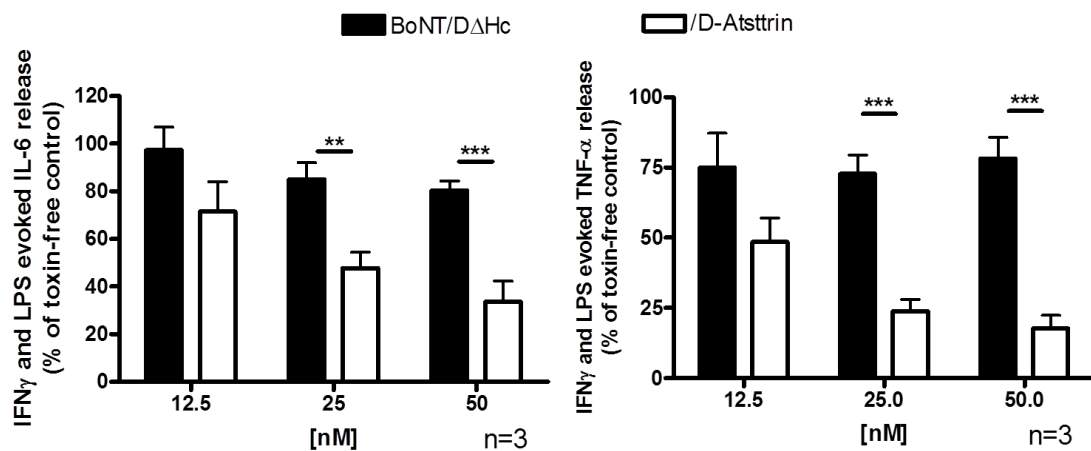 BoNT/DΔHc
/D-Atsttrin
IFNγ and LPS evoked IL-6 release
(% of toxin-free control)
120
100
80
60
40
20
0
**
***
12.5
25
50
[nM]
n=3
IFNγ and LPS evoked TNF-α release
(% of toxin-free control)
100
75
50
25
0
***
***
12.5
25.0
50.0
[nM]
n=3